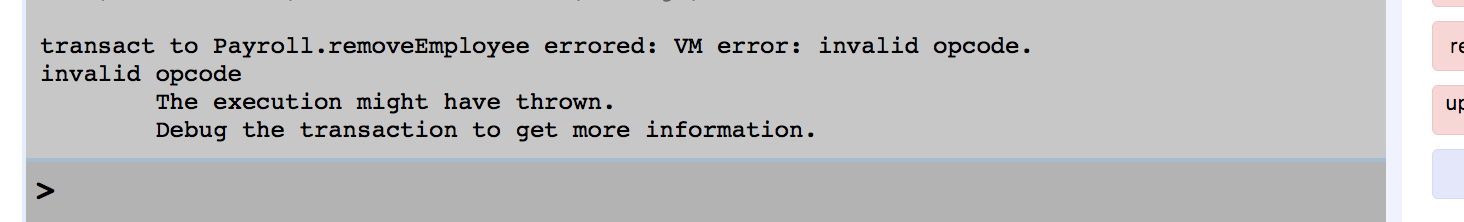 transact to Payroll.removeEmployee errored: VM error: invalid opcode.
invalid opcode
The execution might have thrown.
Debug the transaction to get more information.
>
re
up